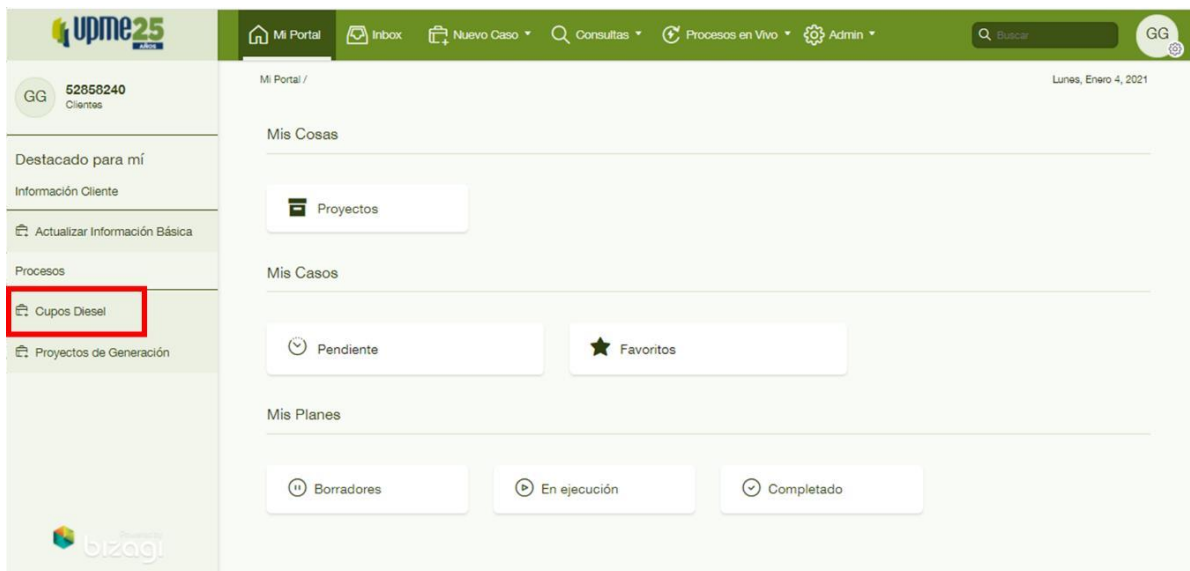 upme25
AÑOS
Mi Portal
Inbox
Nuevo Caso
Consultas
Procesos en Vivo
Admin
Buscar
GG
GG
52858240
Clientes
Mi Portal /
Lunes, Enero 4, 2021
Destacado para mí
Información Cliente
Actualizar Información Básica
Procesos
Cupos Diesel
Proyectos de Generación
Mis Cosas
Proyectos
Mis Casos
Pendiente
Favoritos
Mis Planes
Borradores
En ejecución
Completado
Powered by
bizagi